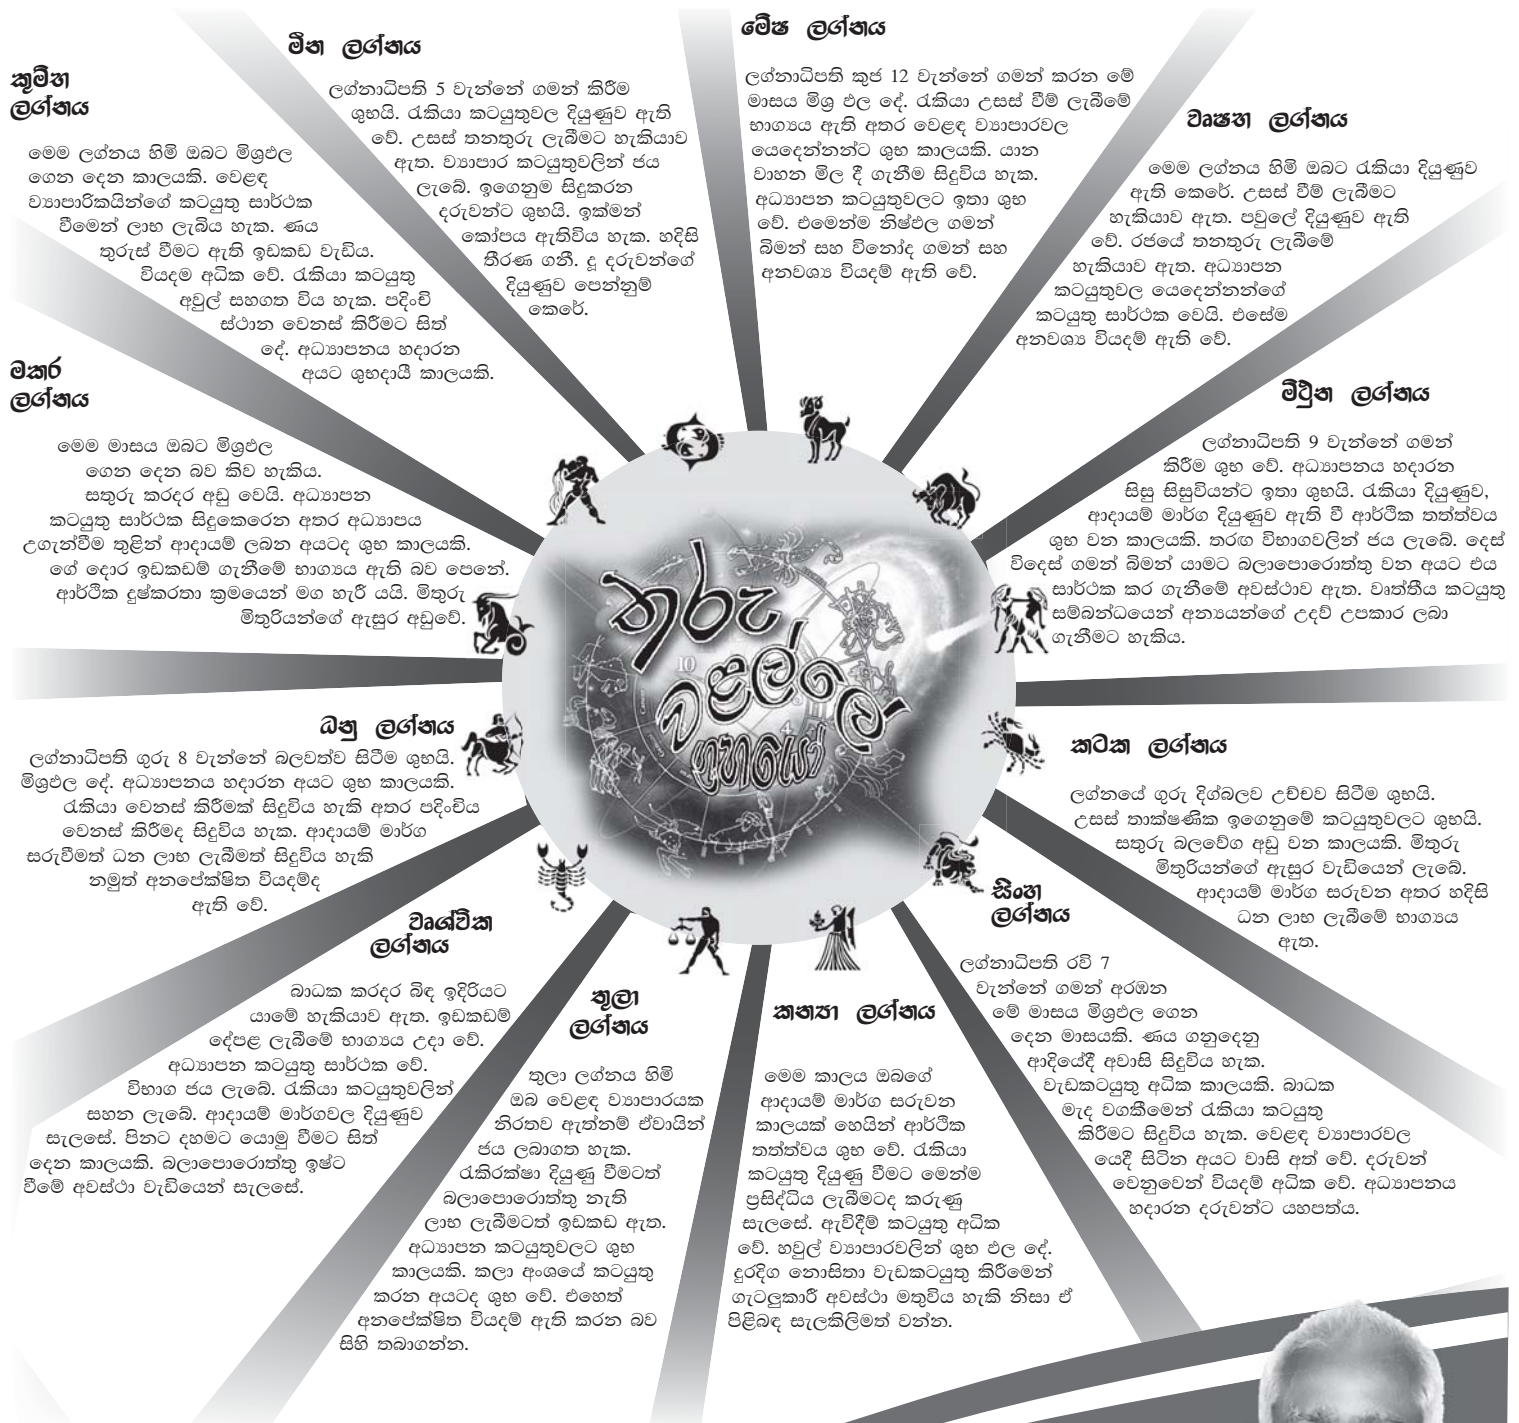 මේෂ ලග්නය
ලග්නාධිපති කුජ 12 වැන්නේ ගමන් කරන මේ
මාසය මිශ්‍ර ඵල දේ. රැකියා උසස් වීම් ලැබීමේ
භාග්‍යය ඇති අතර වෙළඳ ව්‍යාපාරවල
යෙදෙන්නන්ට ශුභ කාලයකි. යාන
වාහන මිල දී ගැනීම සිදුවිය හැක.
අධ්‍යාපන කටයුතුවලට ඉතා ශුභ
වේ. එමෙන්ම නිෂ්ඵල ගමන්
බිමන් සහ විනෝද ගමන් සහ
අනවශ්‍ය වියදම් ඇති වේ.
වෘෂභ ලග්නය
මෙම ලග්නය හිමි ඔබට රැකියා දියුණුව
ඇති කෙරේ. උසස් වීම් ලැබීමට
හැකියාව ඇත. පවුලේ දියුණුව ඇති
වේ. රජයේ තනතුරු ලැබීමේ
හැකියාව ඇත. අධ්‍යාපන
කටයුතුවල යෙදෙන්නන්ගේ
කටයුතු සාර්ථක වෙයි. එසේම
අනවශ්‍ය වියදම් ඇති වේ.
මිථුන ලග්නය
ලග්නාධිපති 9 වැන්නේ ගමන්
කිරීම ශුභ වේ. අධ්‍යාපනය හදාරන
සිසු සිසුවියන්ට ඉතා ශුභයි. රැකියා දියුණුව,
ආදායම් මාර්ග දියුණුව ඇති වී ආර්ථික තත්ත්වය
ශුභ වන කාලයකි. තරඟ විභාගවලින් ජය ලැබේ. දෙස්
විදෙස් ගමන් බිමන් යාමට බලාපොරොත්තු වන අයට එය
සාර්ථක කර ගැනීමේ අවස්ථාව ඇත. වෘත්තීය කටයුතු
සම්බන්ධයෙන් අන්‍යයන්ගේ උදව් උපකාර ලබා
ගැනීමට හැකිය.
කටක ලග්නය
ලග්නයේ ගුරු දිග්බලව උච්චව සිටීම ශුභයි.
උසස් තාක්ෂණික ඉගෙනුමේ කටයුතුවලට ශුභයි.
සතුරු බලවේග අඩු වන කාලයකි. මිතුරු
මිතුරියන්ගේ ඇසුර වැඩියෙන් ලැබේ.
ආදායම් මාර්ග සරුවන අතර හදිසි
ධන ලාභ ලැබීමේ භාග්‍යය
ඇත.
සිංහ
ලග්නය
ලග්නාධිපති රවි 7
වැන්නේ ගමන් අරඹන
මේ මාසය මිශ්‍රඵල ගෙන
දෙන මාසයකි. ණය ගනුදෙනු
ආදියේදී අවාසි සිදුවිය හැක.
වැඩකටයුතු අධික කාලයකි. බාධක
මැද වගකීමෙන් රැකියා කටයුතු
කිරීමට සිදුවිය හැක. වෙළඳ ව්‍යාපාරවල
යෙදී සිටින අයට වාසි අත් වේ. දරුවන්
වෙනුවෙන් වියදම් අධික වේ. අධ්‍යාපනය
හදාරන දරුවන්ට යහපත්ය.
කන්‍යා ලග්නය
මෙම කාලය ඔබගේ
ආදායම් මාර්ග සරුවන
කාලයක් හෙයින් ආර්ථික
තත්ත්වය ශුභ වේ. රැකියා
කටයුතු දියුණු වීමට මෙන්ම
ප්‍රසිද්ධිය ලැබීමටද කරුණු
සැලසේ. ඇවිදීම් කටයුතු අධික
වේ. හවුල් ව්‍යාපාරවලින් ශුභ ඵල දේ.
දුරදිග නොසිතා වැඩකටයුතු කිරීමෙන්
ගැටලුකාරී අවස්ථා මතුවිය හැකි නිසා ඒ
පිළිබඳ සැලකිලිමත් වන්න.
තුලා
ලග්නය
තුලා ලග්නය හිමි
ඔබ වෙළඳ ව්‍යාපාරයක
නිරතව ඇත්නම් ඒවායින්
ජය ලබාගත හැක.
රැකිරක්ෂා දියුණු වීමටත්
බලාපොරොත්තු නැති
ලාභ ලැබීමටත් ඉඩකඩ ඇත.
අධ්‍යාපන කටයුතුවලට ශුභ
කාලයකි. කලා අංශයේ කටයුතු
කරන අයටද ශුභ වේ. එහෙත්
අනපේක්ෂිත වියදම් ඇති කරන බව
සිහි තබාගන්න.
වෘශ්චික
ලග්නය
බාධක කරදර බිඳ ඉදිරියට
යාමේ හැකියාව ඇත. ඉඩකඩම්
දේපළ ලැබීමේ භාග්‍යය උදා වේ.
අධ්‍යාපන කටයුතු සාර්ථක වේ.
විභාග ජය ලැබේ. රැකියා කටයුතුවලින්
සහන ලැබේ. ආදායම් මාර්ගවල දියුණුව
සැලසේ. පිනට දහමට යොමු වීමට සිත්
දෙන කාලයකි. බලාපොරොත්තු ඉෂ්ට
වීමේ අවස්ථා වැඩියෙන් සැලසේ.
ධනු ලග්නය
ලග්නාධිපති ගුරු 8 වැන්නේ බලවත්ව සිටීම ශුභයි.
මිශ්‍රඵල දේ. අධ්‍යාපනය හදාරන අයට ශුභ කාලයකි.
රැකියා වෙනස් කිරීමක් සිදුවිය හැකි අතර පදිංචිය
වෙනස් කිරීමද සිදුවිය හැක. ආදායම් මාර්ග
සරුවීමත් ධන ලාභ ලැබීමත් සිදුවිය හැකි
නමුත් අනපේක්ෂිත වියදම්ද
ඇති වේ.
මකර
ලග්නය
මෙම මාසය ඔබට මිශ්‍රඵල
ගෙන දෙන බව කිව හැකිය.
සතුරු කරදර අඩු වෙයි. අධ්‍යාපන
කටයුතු සාර්ථක සිදුකෙරෙන අතර අධ්‍යාපය
උගැන්වීම තුළින් ආදායම් ලබන අයටද ශුභ කාලයකි.
ගේ දොර ඉඩකඩම් ගැනීමේ භාග්‍යය ඇති බව පෙනේ.
ආර්ථික දුෂ්කරතා ක්‍රමයෙන් මග හැරී යයි. මිතුරු
මිතුරියන්ගේ ඇසුර අඩුවේ.
කුම්භ
ලග්නය
මෙම ලග්නය හිමි ඔබට මිශ්‍රඵල
ගෙන දෙන කාලයකි. වෙළඳ
ව්‍යාපාරිකයින්ගේ කටයුතු සාර්ථක
වීමෙන් ලාභ ලැබිය හැක. ණය
තුරුස් වීමට ඇති ඉඩකඩ වැඩිය.
වියදම අධික වේ. රැකියා කටයුතු
අවුල් සහගත විය හැක. පදිංචි
ස්ථාන වෙනස් කිරීමට සිත්
දේ. අධ්‍යාපනය හදාරන
අයට ශුභදායී කාලයකි.
මීන ලග්නය
ලග්නාධිපති 5 වැන්නේ ගමන් කිරීම
ශුභයි. රැකියා කටයුතුවල දියුණුව ඇති
වේ. උසස් තනතුරු ලැබීමට හැකියාව
ඇත. ව්‍යාපාර කටයුතුවලින් ජය
ලැබේ. ඉගෙනුම සිදුකරන
දරුවන්ට ශුභයි. ඉක්මන්
කෝපය ඇතිවිය හැක. හදිසි
තීරණ ගනී. දූ දරුවන්ගේ
දියුණුව පෙන්නුම්
කෙරේ.
තරු
වළල්ලේ
ග්‍රහයෝ
10
4